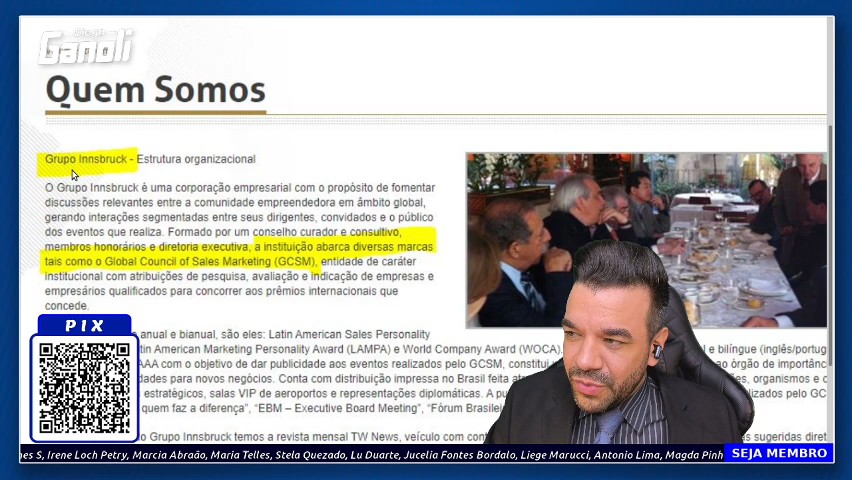 Ganoli
Quem Somos
Grupo Innsbruck - Estrutura organizacional
O Grupo Innsbruck é uma corporação empresarial com o propósito de fomentar
discussões relevantes entre a comunidade empreendedora em âmbito global,
gerando interações segmentadas entre seus dirigentes, convidados e o público
dos eventos que realiza. Formado por um conselho curador e consultivo,
membros honorários e diretoria executiva, a instituição abarca diversas marcas
tais como o Global Council of Sales Marketing (GCSM), entidade de caráter
institucional com atribuições de pesquisa, avaliação e indicação de empresas e
empresários qualificados para concorrer aos prêmios internacionais que
concede.
anual e bianual, são eles: Latin American Sales Personality
tin American Marketing Personality Award (LAMPA) e World Company Award (WOCA). l e bilíngue (inglês/portug
AAA com o objetivo de dar publicidade aos eventos realizados pelo GCSM, constitui ao órgão de importânc
dades para novos negócios. Conta com distribuição impressa no Brasil feita organismos e c
estratégicos, salas VIP de aeroportos e representações diplomáticas. A lizados pelo GC
quem faz a diferença", "EBM – Executive Board Meeting", "Fórum
o Grupo Innsbruck temos a revista mensal TW News, veículo com as sugeridas diret
PIX
nes S, Irene Loch Petry, Marcia Abraão, Maria Telles, Stela Quezado, Lu Duarte, Jucelia Fontes Bordalo, Liege Marucci, Antonio Lima, Magda Pinh
SEJA MEMBRO